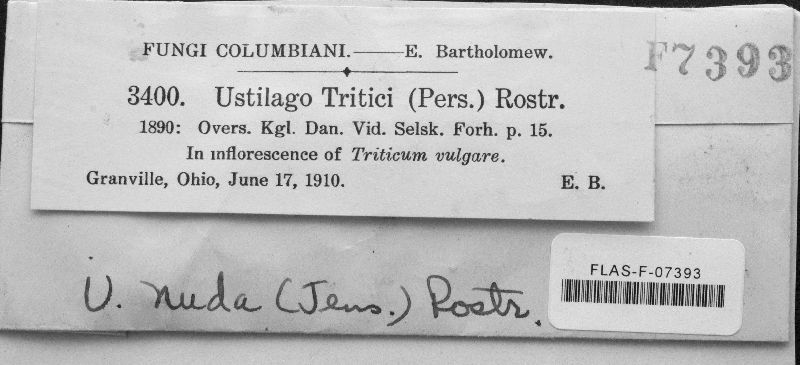 FUNGI COLUMBIANI.——E. Bartholomew.
F7393
3400. Ustilago Tritici (Pers.) Rostr.
1890: Overs. Kgl. Dan. Vid. Selsk. Forh. p. 15.
In inflorescence of Triticum vulgare.
Granville, Ohio, June 17, 1910. E. B.
U. nuda (Jens.) Rostr.
FLAS-F-07393